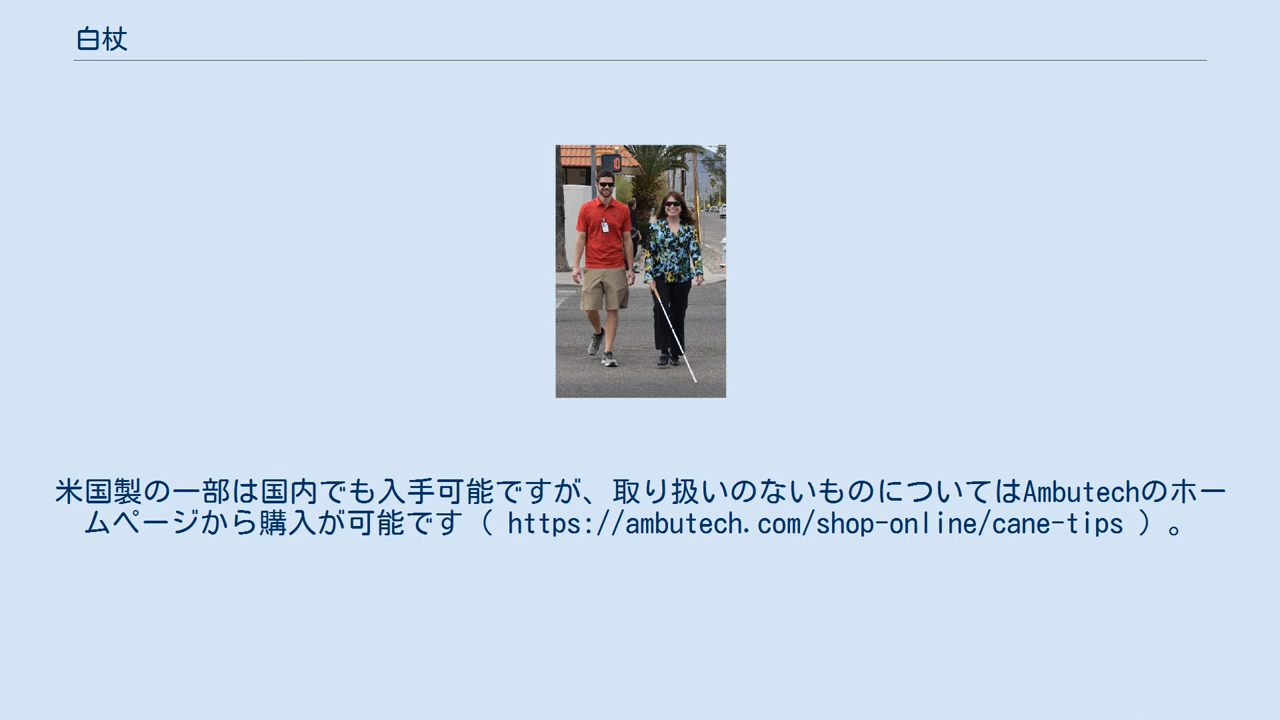 白杖
米国製の一部は国内でも入手可能ですが、取り扱いのないものについてはAmbutechのホー
ムページから購入が可能です（ https://ambutech.com/shop-online/cane-tips ）。